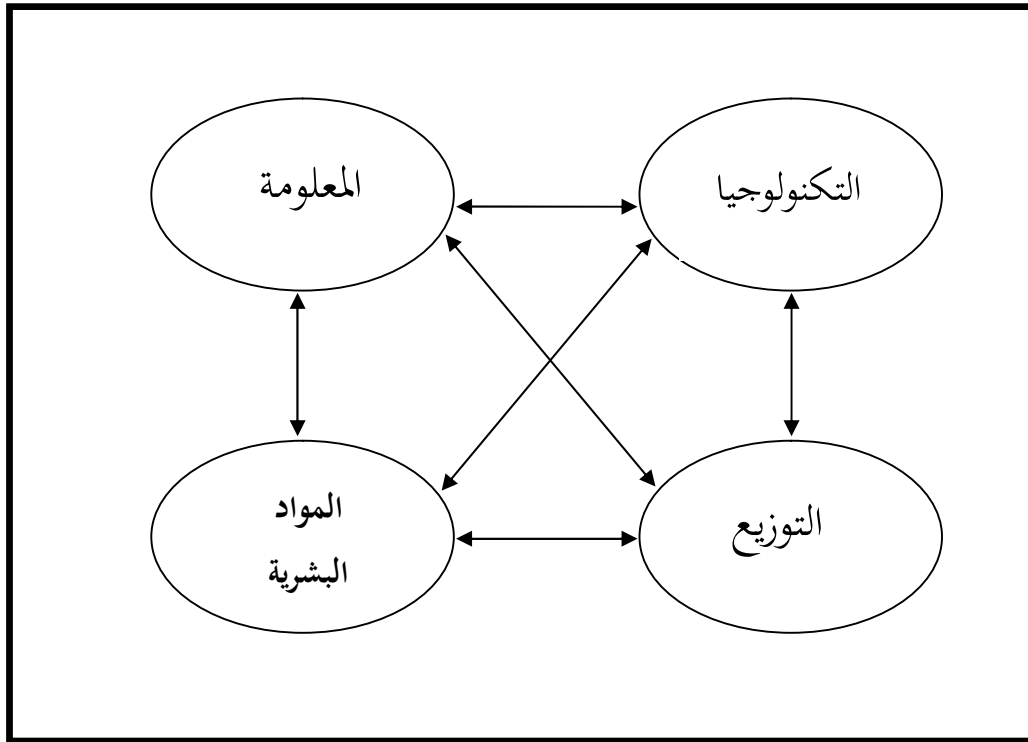 التكنولوجيا
المعلومة
التوزيع
المواد
البشرية